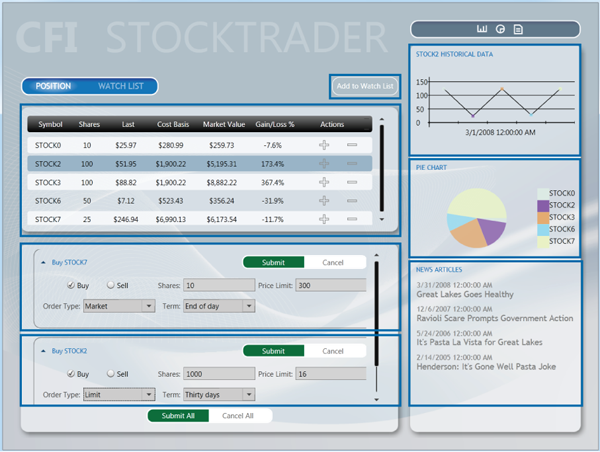 CFI STOCKTRADER
POSITION WATCH LIST
Add to Watch List
Symbol Shares Last Cost Basis Market Value Gain/Loss % Actions
STOCK0 10 $25.97 $280.99 $259.73 -7.6%
STOCK2 100 $51.95 $1,900.22 $5,195.31 173.4%
STOCK3 100 $88.82 $1,900.22 $8,882.22 367.4%
STOCK6 50 $7.12 $523.43 $356.24 -31.9%
STOCK7 25 $246.94 $6,990.13 $6,173.54 -11.7%
Buy STOCK7 Submit Cancel
Buy Sell Shares: 10 Price Limit: 300
Order Type: Market Term: End of day
Buy STOCK2 Submit Cancel
Buy Sell Shares: 1000 Price Limit: 16
Order Type: Limit Term: Thirty days
Submit All Cancel All
STOCK2 HISTORICAL DATA
150
100
50
0
3/1/2008 12:00:00 AM
PIE CHART
STOCK0
STOCK2
STOCK3
STOCK6
STOCK7
NEWS ARTICLES
3/31/2008 12:00:00 AM
Great Lakes Goes Healthy
12/6/2007 12:00:00 AM
Ravioli Scare Prompts Government Action
5/24/2006 12:00:00 AM
It's Pasta La Vista for Great Lakes
2/14/2005 12:00:00 AM
Henderson: It's Gone Well Pasta Joke